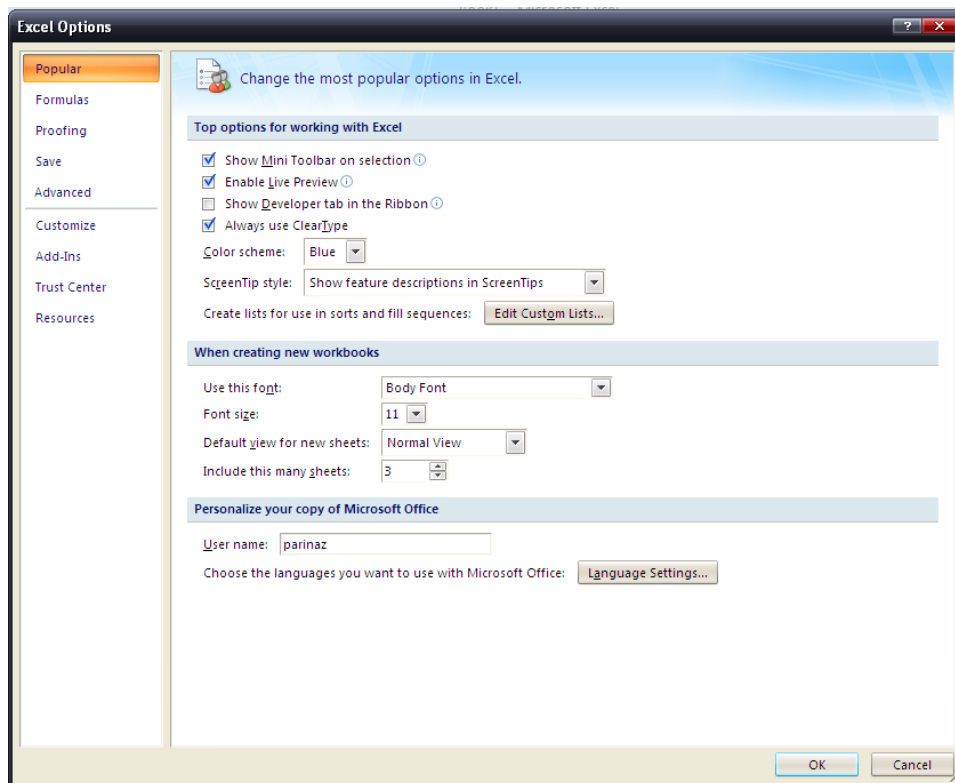 Excel Options
Popular
Formulas
Proofing
Save
Advanced
Customize
Add-Ins
Trust Center
Resources
Change the most popular options in Excel.
Top options for working with Excel
Show Mini Toolbar on selection
Enable Live Preview
Show Developer tab in the Ribbon
Always use ClearType
Color scheme: Blue
ScreenTip style: Show feature descriptions in ScreenTips
Create lists for use in sorts and fill sequences: Edit Custom Lists...
When creating new workbooks
Use this font: Body Font
Font size: 11
Default view for new sheets: Normal View
Include this many sheets: 3
Personalize your copy of Microsoft Office
User name: parinaz
Choose the languages you want to use with Microsoft Office: Language Settings...
OK Cancel